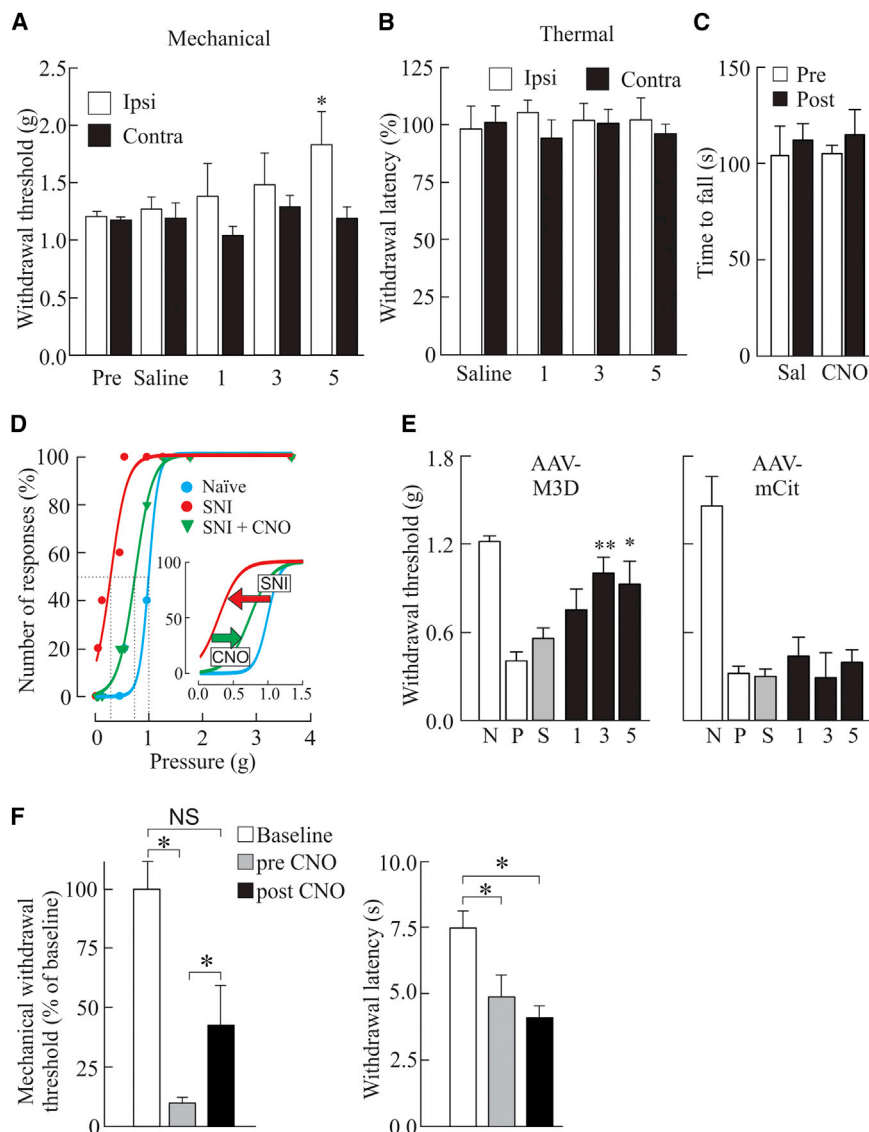 A
Mechanical
Withdrawal threshold (g)
2.5
2.0
1.5
1.0
0.5
0.0
Ipsi
Contra
*
Pre Saline 1 3 5
B
Thermal
Withdrawal latency (%)
125
100
75
50
25
0
Ipsi Contra
Saline 1 3 5
C
Time to fall (s)
150
100
50
0
Pre
Post
Sal CNO
D
Number of responses (%)
100
80
60
40
20
0
Naïve
SNI
SNI + CNO
100
50
0
SNI
CNO
0.0 0.5 1.0 1.5
0 1 2 3 4
Pressure (g)
E
Withdrawal threshold (g)
1.8
1.2
0.6
0.0
AAV-
M3D
** *
N P S 1 3 5
AAV-
mCit
N P S 1 3 5
F
Mechanical withdrawal
threshold (% of baseline)
100
75
50
25
0
NS
*
*
Baseline
pre CNO
post CNO
Withdrawal latency (s)
10.0
7.5
5.0
2.5
0.0
*
*